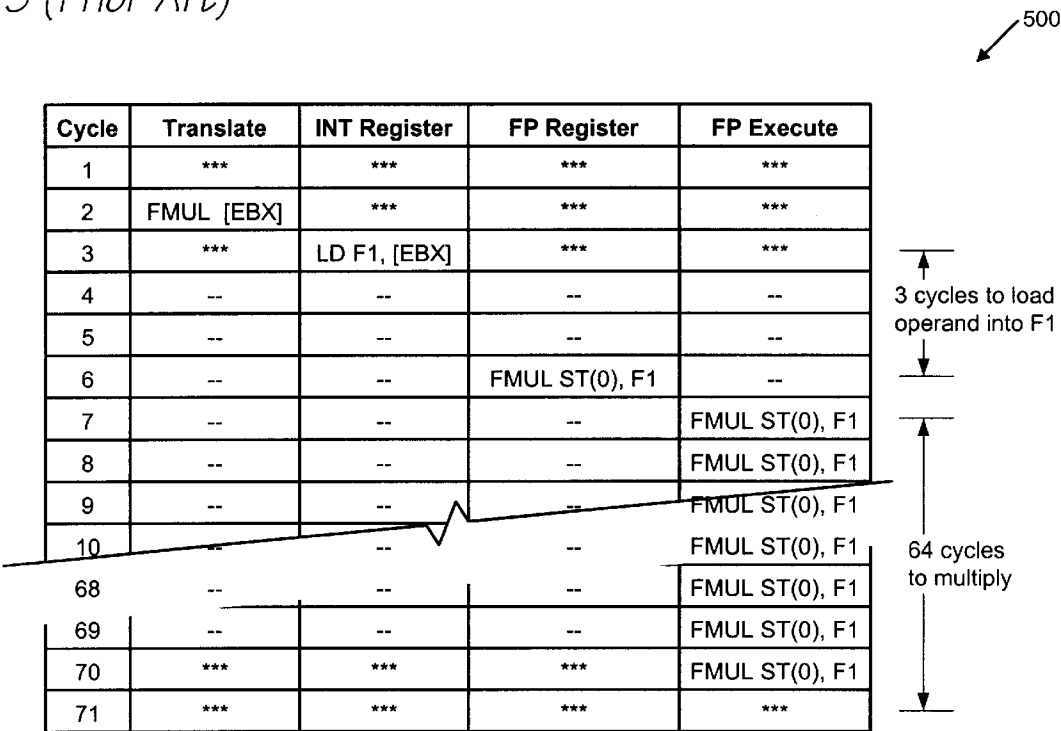 5 (Prior Art)
500
Cycle Translate INT Register FP Register FP Execute
1 *** *** *** ***
2 FMUL [EBX] *** *** ***
3 *** LD F1, [EBX] *** ***
4 -- -- -- --
5 -- -- -- --
6 -- -- FMUL ST(0), F1 --
7 -- -- -- FMUL ST(0), F1
8 -- -- -- FMUL ST(0), F1
9 -- -- -- FMUL ST(0), F1
10 -- -- -- FMUL ST(0), F1
68 -- -- -- FMUL ST(0), F1
69 -- -- -- FMUL ST(0), F1
70 *** *** *** FMUL ST(0), F1
71 *** *** *** ***
3 cycles to load
operand into F1
64 cycles
to multiply